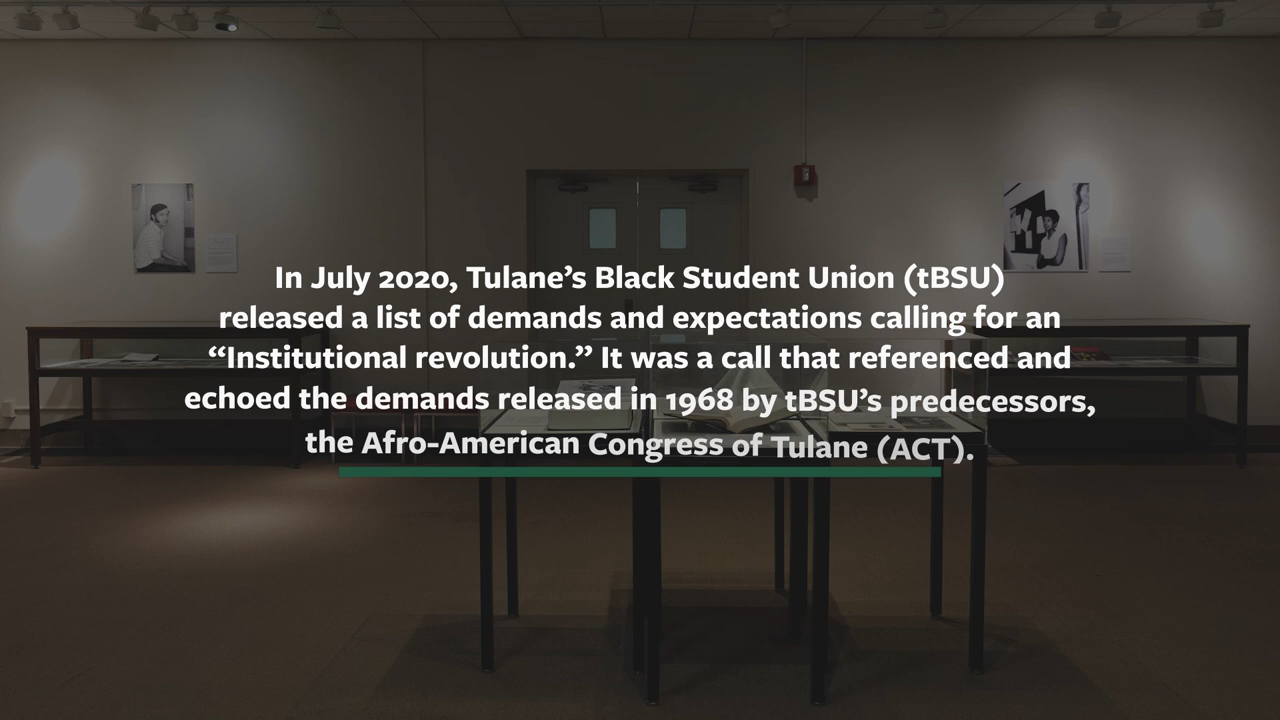 In July 2020, Tulane’s Black Student Union (tBSU)
released a list of demands and expectations calling for an
“Institutional revolution.” It was a call that referenced and
echoed the demands released in 1968 by tBSU’s predecessors,
the Afro-American Congress of Tulane (ACT).